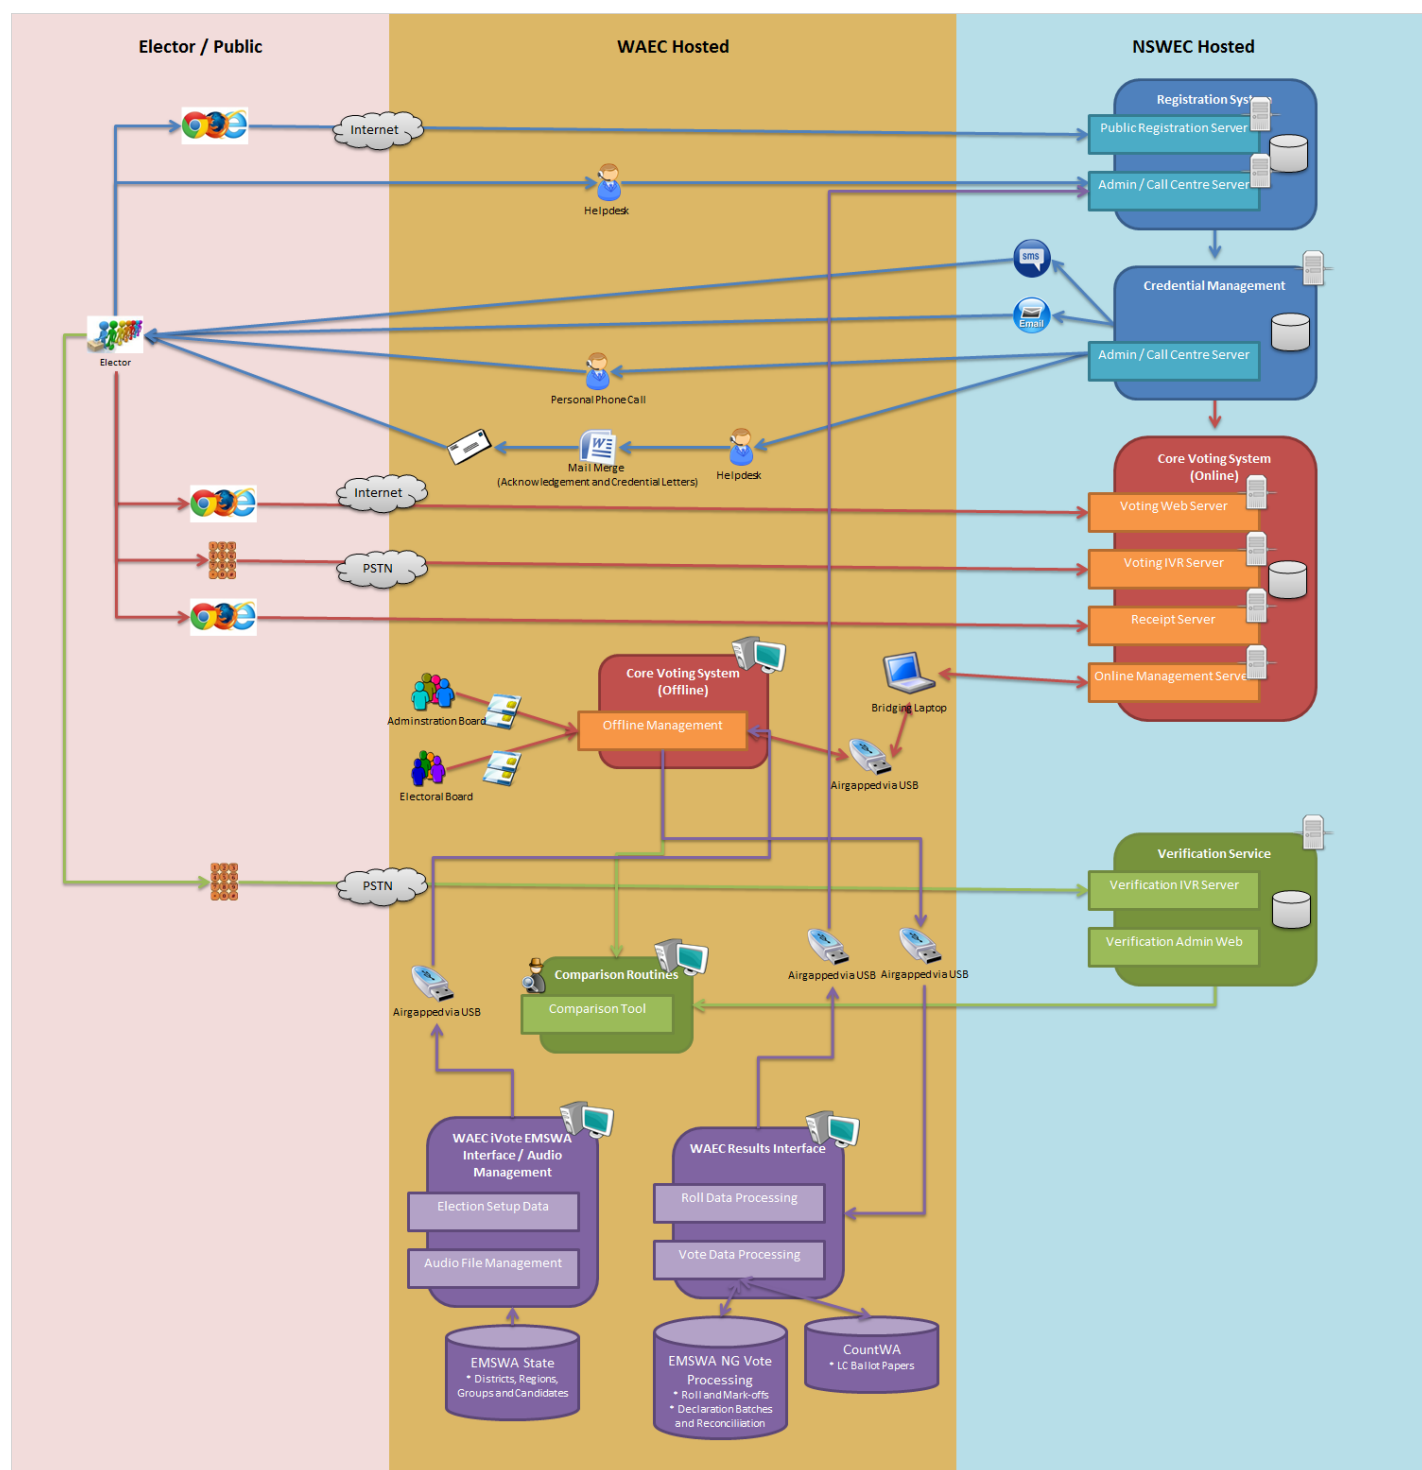 Elector / Public
WAEC Hosted
NSWEC Hosted
Registration Syst
Public Registration Server
Internet
Admin / Call Centre Server
Helpdesk
sms
Credential Management
Email
Admin / Call Centre Server
Elector
Personal Phone Call
Mail Merge
(Acknowledgement and Credential Letters)
Helpdesk
Core Voting System
(Online)
Internet
Voting Web Server
PSTN
Voting IVR Server
Receipt Server
Core Voting System
(Offline)
Online Management Serve
Bridging Laptop
Adminstration Board
Offline Management
Airgapped via USB
Electoral Board
Verification Service
PSTN
Verification IVR Server
Verification Admin Web
Comparison Routines
Airgapped via USB
Airgapped via USB
Comparison Tool
Airgapped via USB
WAEC iVote EMSWA
Interface / Audio
Management
WAEC Results Interface
Election Setup Data
Roll Data Processing
Audio File Management
Vote Data Processing
EMSWA State
* Districts, Regions,
Groups and Candidates
EMSWA NG Vote
Processing
* Roll and Mark-offs
* Declaration Batches
and Reconciliiation
CountWA
* LC Ballot Papers